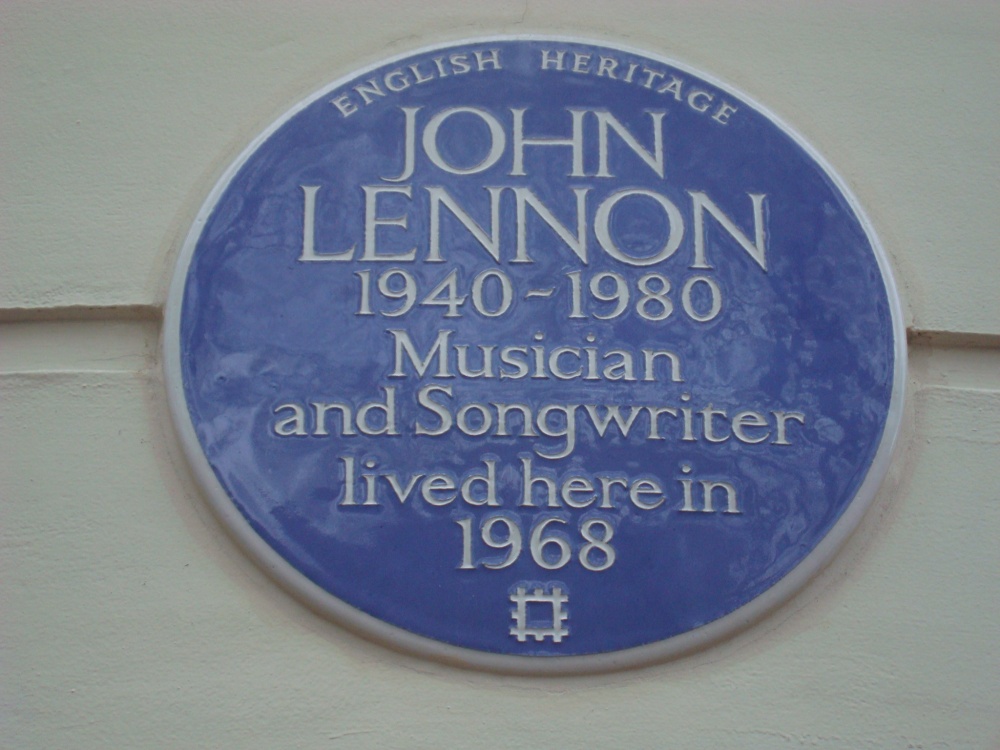 ENGLISH HERITAGE
JOHN
LENNON
1940-1980
Musician
and Songwriter
lived here in
1968